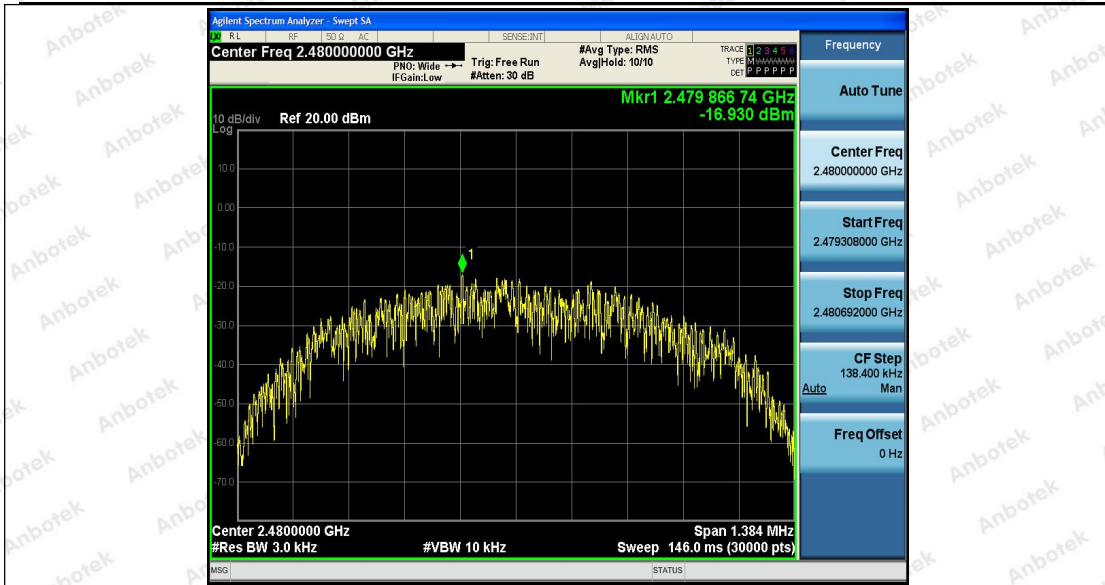 Agilent Spectrum Analyzer - Swept SA
RL RF 50 Ω AC SENSE:INT ALIGNAUTO
Center Freq 2.480000000 GHz
PNO: Wide
IFGain:Low
Trig: Free Run
#Atten: 30 dB
#Avg Type: RMS
Avg|Hold: 10/10
TRACE 1 2 3 4 5 6
TYPE M
DET P P P P P P
Mkr1 2.479 866 74 GHz
-16.930 dBm
10 dB/div Ref 20.00 dBm
Log
10.0
0.00
-10.0
-20.0
-30.0
-40.0
-50.0
-60.0
-70.0
1
Center 2.4800000 GHz
Span 1.384 MHz
#Res BW 3.0 kHz #VBW 10 kHz Sweep 146.0 ms (30000 pts)
MSG STATUS
Frequency
Auto Tune
Center Freq
2.480000000 GHz
Start Freq
2.479308000 GHz
Stop Freq
2.480692000 GHz
CF Step
138.400 kHz
Auto Man
Freq Offset
0 Hz
Anbotek